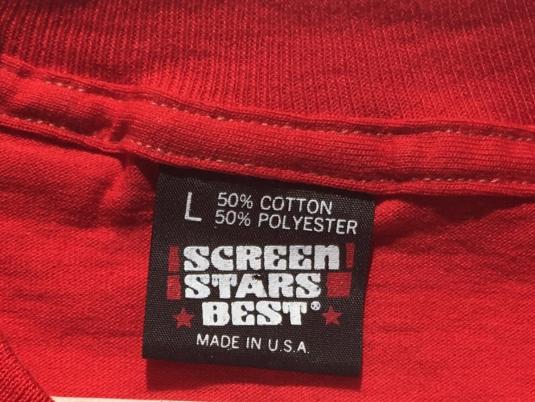 L 50% COTTON
50% POLYESTER
SCREEN
STARS
BEST®
MADE IN U.S.A.